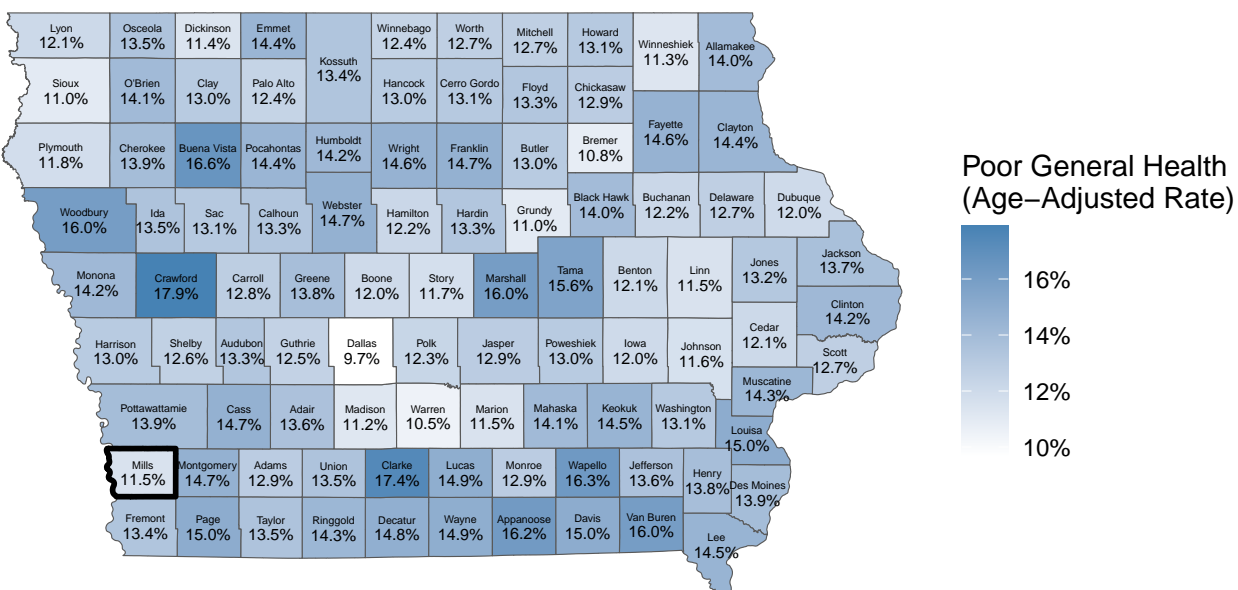 Lyon
12.1%
Osceola
13.5%
Dickinson
11.4%
Emmet
14.4%
Kossuth
13.4%
Winnebago
12.4%
Worth
12.7%
Mitchell
12.7%
Howard
13.1%
Winneshiek
11.3%
Allamakee
14.0%
Sioux
11.0%
O'Brien
14.1%
Clay
13.0%
Palo Alto
12.4%
Hancock
13.0%
Cerro Gordo
13.1%
Floyd
13.3%
Chickasaw
12.9%
Fayette
14.6%
Clayton
14.4%
Plymouth
11.8%
Cherokee
13.9%
Buena Vista
16.6%
Pocahontas
14.4%
Humboldt
14.2%
Wright
14.6%
Franklin
14.7%
Butler
13.0%
Bremer
10.8%
Woodbury
16.0%
Ida
13.5%
Sac
13.1%
Calhoun
13.3%
Webster
14.7%
Hamilton
12.2%
Hardin
13.3%
Grundy
11.0%
Black Hawk
14.0%
Buchanan
12.2%
Delaware
12.7%
Dubuque
12.0%
Monona
14.2%
Crawford
17.9%
Carroll
12.8%
Greene
13.8%
Boone
12.0%
Story
11.7%
Marshall
16.0%
Tama
15.6%
Benton
12.1%
Linn
11.5%
Jones
13.2%
Jackson
13.7%
Clinton
14.2%
Harrison
13.0%
Shelby
12.6%
Audubon
13.3%
Guthrie
12.5%
Dallas
9.7%
Polk
12.3%
Jasper
12.9%
Poweshiek
13.0%
Iowa
12.0%
Johnson
11.6%
Cedar
12.1%
Scott
12.7%
Muscatine
14.3%
Pottawattamie
13.9%
Cass
14.7%
Adair
13.6%
Madison
11.2%
Warren
10.5%
Marion
11.5%
Mahaska
14.1%
Keokuk
14.5%
Washington
13.1%
Louisa
15.0%
Mills
11.5%
Montgomery
14.7%
Adams
12.9%
Union
13.5%
Clarke
17.4%
Lucas
14.9%
Monroe
12.9%
Wapello
16.3%
Jefferson
13.6%
Henry
13.8%
Des Moines
13.9%
Fremont
13.4%
Page
15.0%
Taylor
13.5%
Ringgold
14.3%
Decatur
14.8%
Wayne
14.9%
Appanoose
16.2%
Davis
15.0%
Van Buren
16.0%
Lee
14.5%
Poor General Health
(Age−Adjusted Rate)
16%
14%
12%
10%